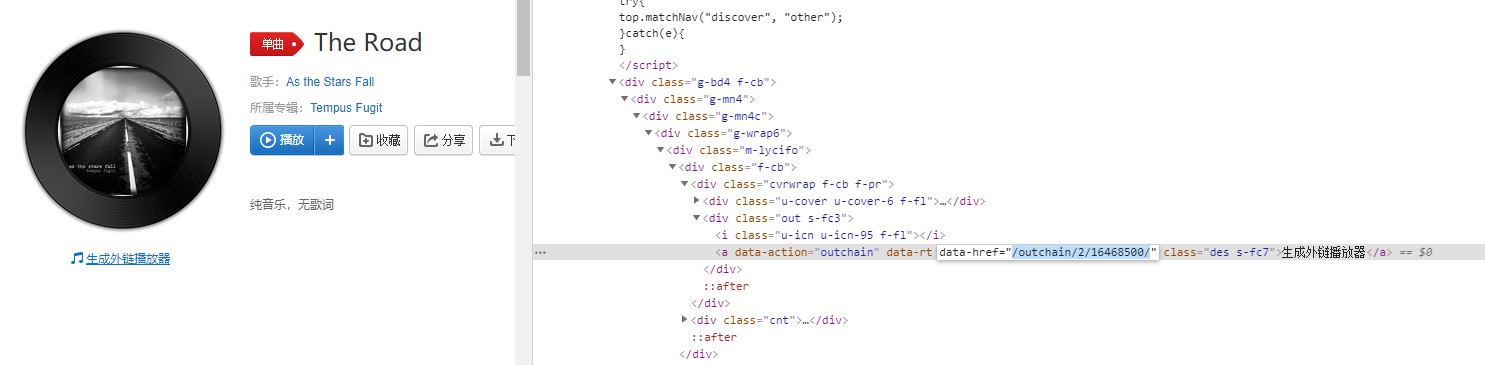 单曲 The Road
歌手：As the Stars Fall
所属专辑：Tempus Fugit
播放 + 收藏 分享 下
纯音乐，无歌词
as the stars fall
tempus fugit
生成外链播放器
try{
top.matchNav("discover", "other");
}catch(e){
}
</script>
<div class="g-bd4 f-cb">
<div class="g-mn4">
<div class="g-mn4c">
<div class="g-wrap6">
<div class="m-lycifo">
<div class="f-cb">
<div class="cvrwrap f-cb f-pr">
<div class="u-cover u-cover-6 f-fl">…</div>
<div class="out s-fc3">
<i class="u-icn u-icn-95 f-fl"></i>
<a data-action="outchain" data-rt data-href="/outchain/2/16468500/" class="des s-fc7">生成外链播放器</a> == $0
</div>
::after
</div>
<div class="cnt">…</div>
::after
</div>